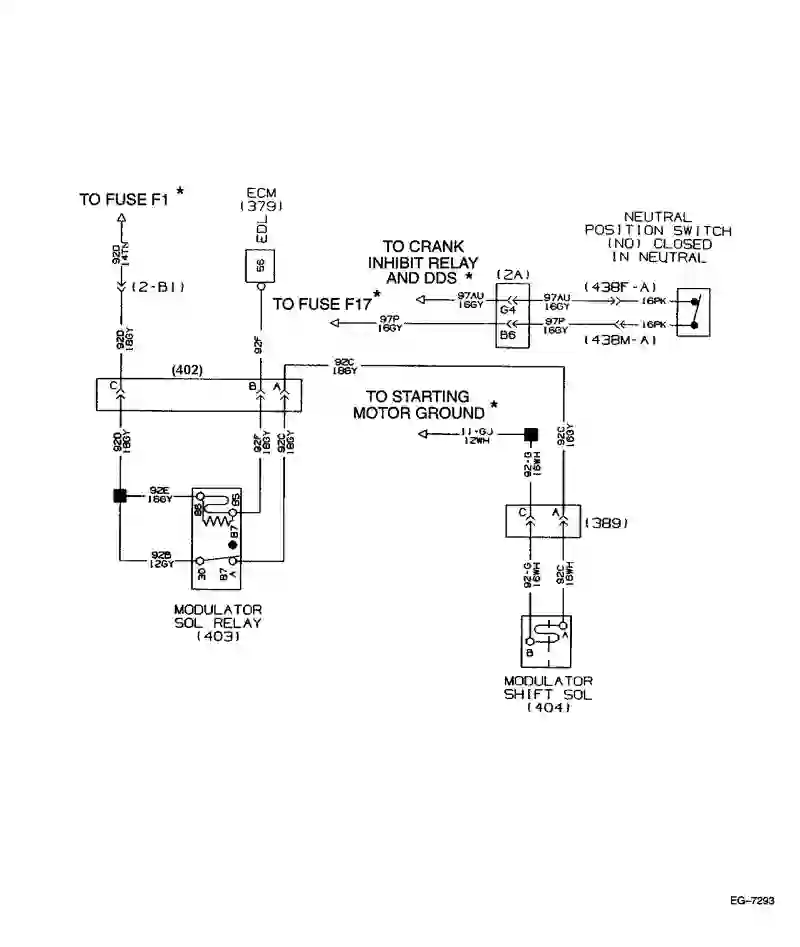 TO FUSE F1 *
ECM
(379)
EDL
56
92D
14TN
(2-B1)
92D
18GY
92F
TO CRANK
INHIBIT RELAY
AND DDS *
(2A)
TO FUSE F17 *
97AU
16GY
G4
97AU
16GY
(438F-A)
16PK
97P
16GY
B6
97P
16GY
16PK
(438M-A)
NEUTRAL
POSITION SWITCH
(NO) CLOSED
IN NEUTRAL
92C
18GY
(402)
C
B
A
92D
18GY
92F
18GY
92C
18GY
TO STARTING
MOTOR GROUND *
11-GJ
12WH
92-G
16WH
92C
16GY
92E
18GY
86
85
87
92B
12GY
30
87
A
MODULATOR
SOL RELAY
(403)
C
A
(389)
92-G
16WH
92C
16WH
A
B
MODULATOR
SHIFT SOL
(404)
EG-7293